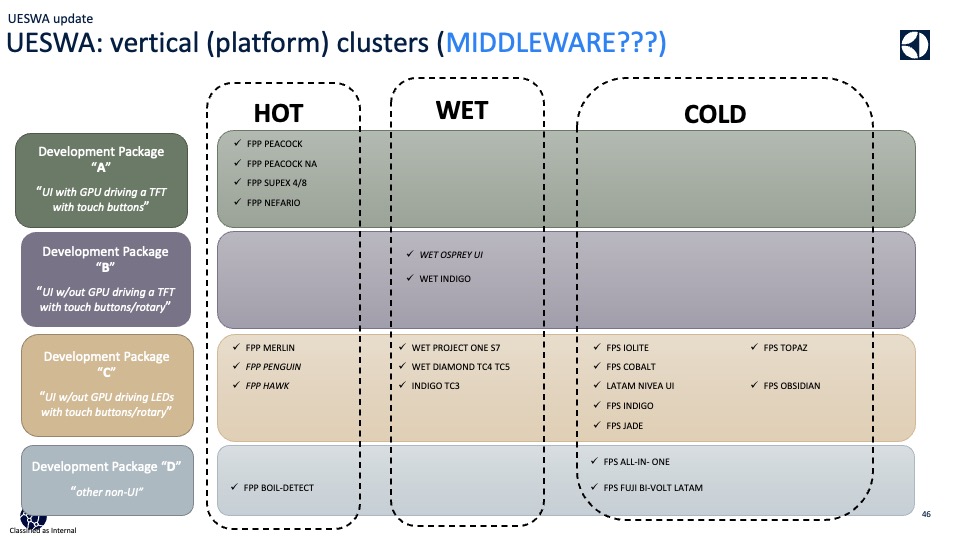 UESWA update
UESWA: vertical (platform) clusters (MIDDLEWARE???)
HOT
WET
COLD
Development Package
“A”
“UI with GPU driving a TFT
with touch buttons”
✓ FPP PEACOCK
✓ FPP PEACOCK NA
✓ FPP SUPEX 4/8
✓ FPP NEFARIO
Development Package
“B”
“UI w/out GPU driving a TFT
with touch buttons/rotary”
✓ WET OSPREY UI
✓ WET INDIGO
Development Package
“C”
“UI w/out GPU driving LEDs
with touch buttons/rotary”
✓ FPP MERLIN
✓ FPP PENGUIN
✓ FPP HAWK
✓ WET PROJECT ONE S7
✓ WET DIAMOND TC4 TC5
✓ INDIGO TC3
✓ FPS IOLITE
✓ FPS COBALT
✓ LATAM NIVEA UI
✓ FPS INDIGO
✓ FPS JADE
✓ FPS TOPAZ
✓ FPS OBSIDIAN
Development Package “D”
“other non-UI”
✓ FPP BOIL-DETECT
✓ FPS ALL-IN- ONE
✓ FPS FUJI BI-VOLT LATAM
Classified as Internal
46